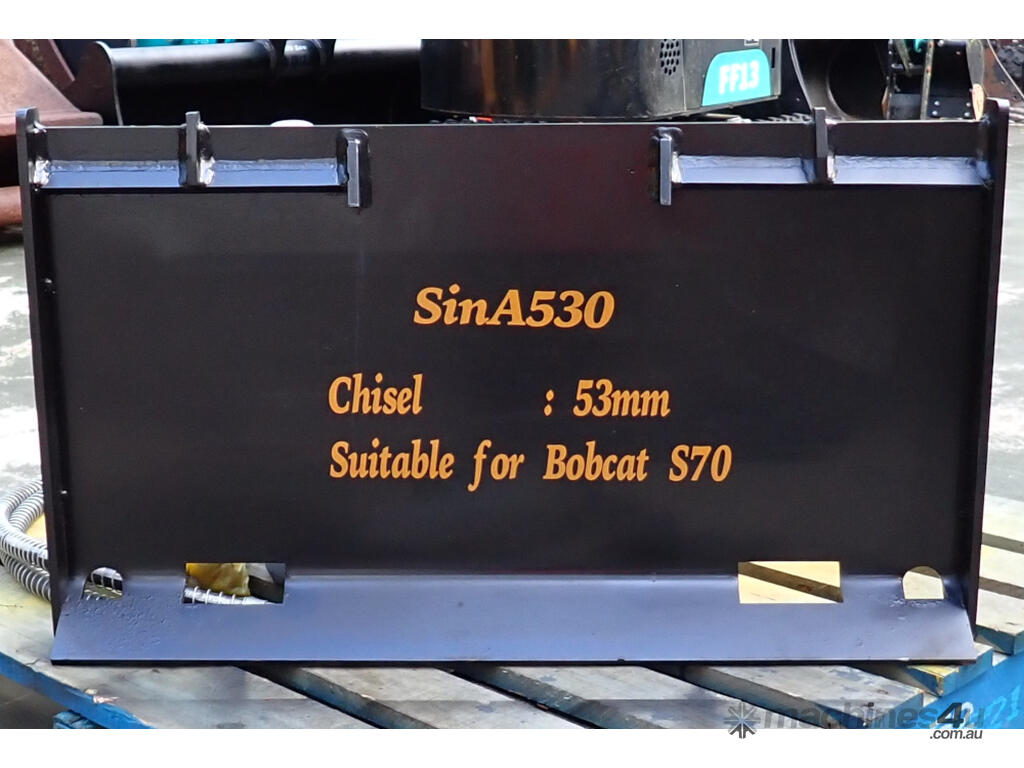 FF13
SinA530
Chisel : 53mm
Suitable for Bobcat S70
machines4u
.com.au